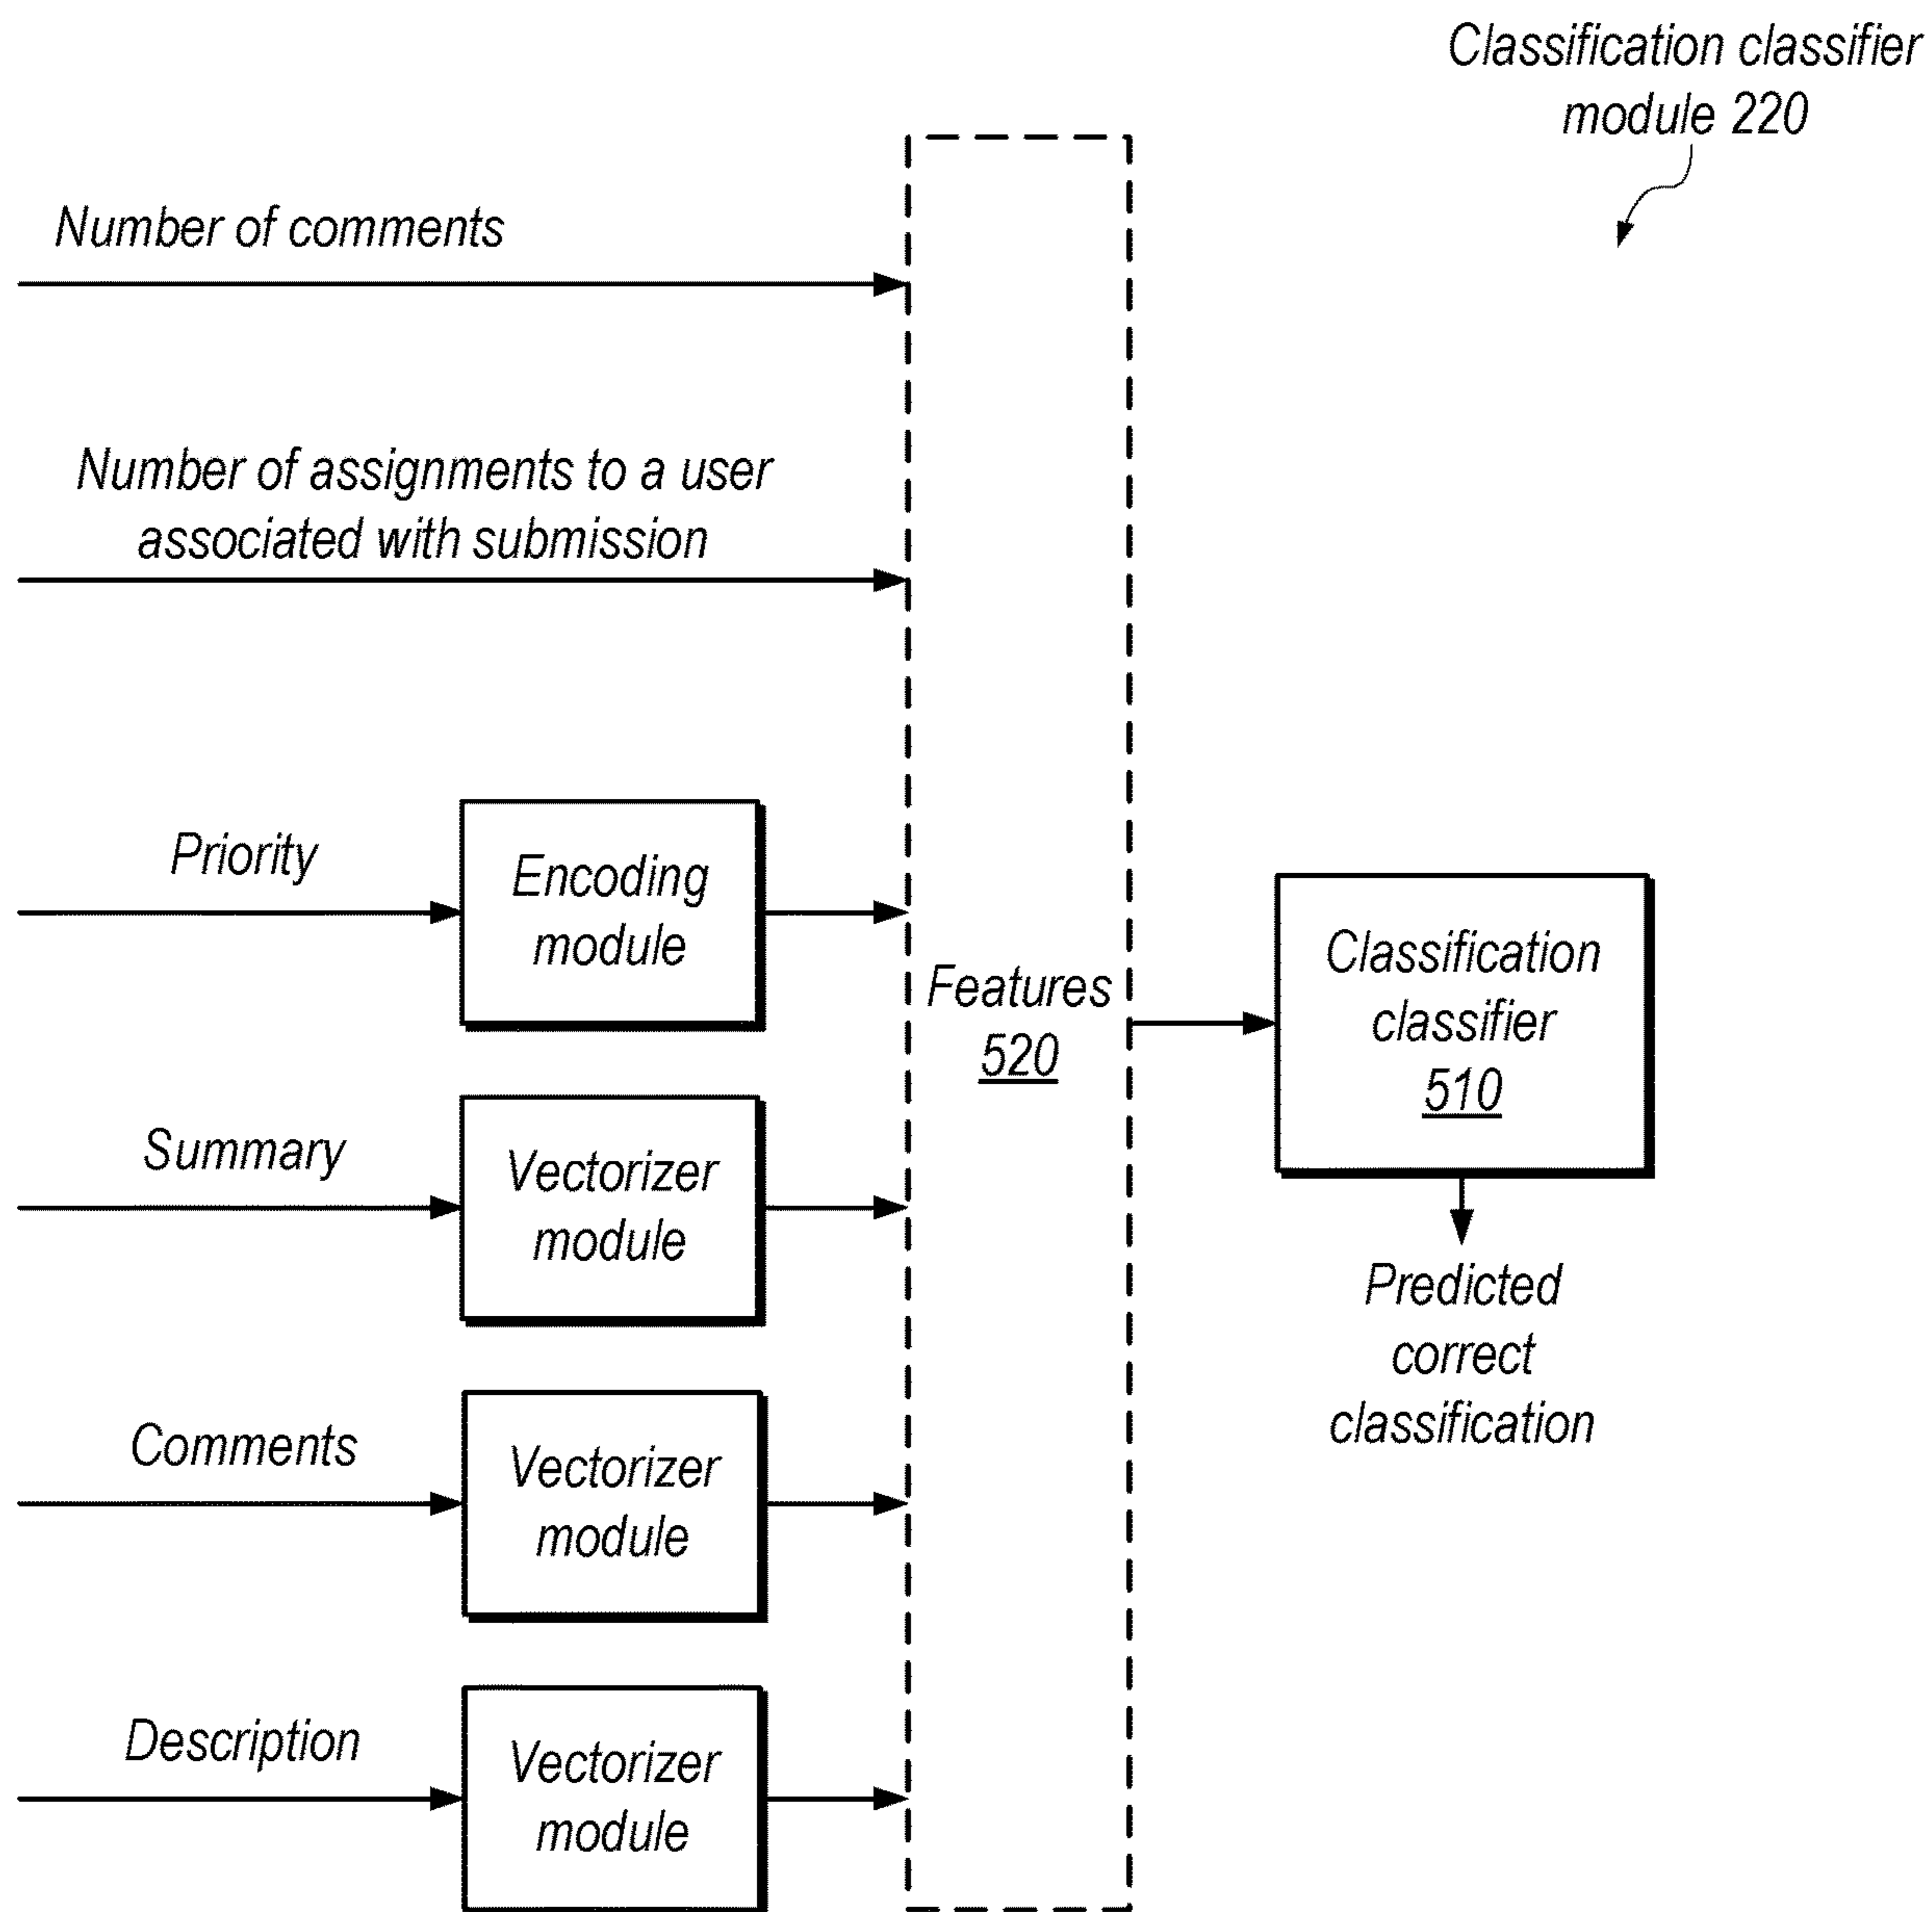 Classification classifier
module 220
Number of comments
Number of assignments to a user
associated with submission
Priority
Encoding
module
Summary
Vectorizer
module
Comments
Vectorizer
module
Description
Vectorizer
module
Features
520
Classification
classifier
510
Predicted
correct
classification